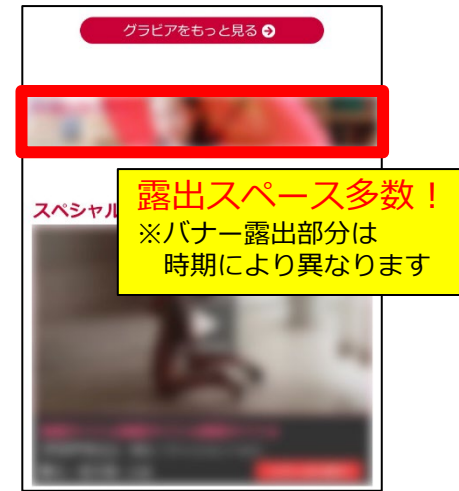 グラビアをもっと見る
スペシャル
露出スペース多数！
※バナー露出部分は
時期により異なります